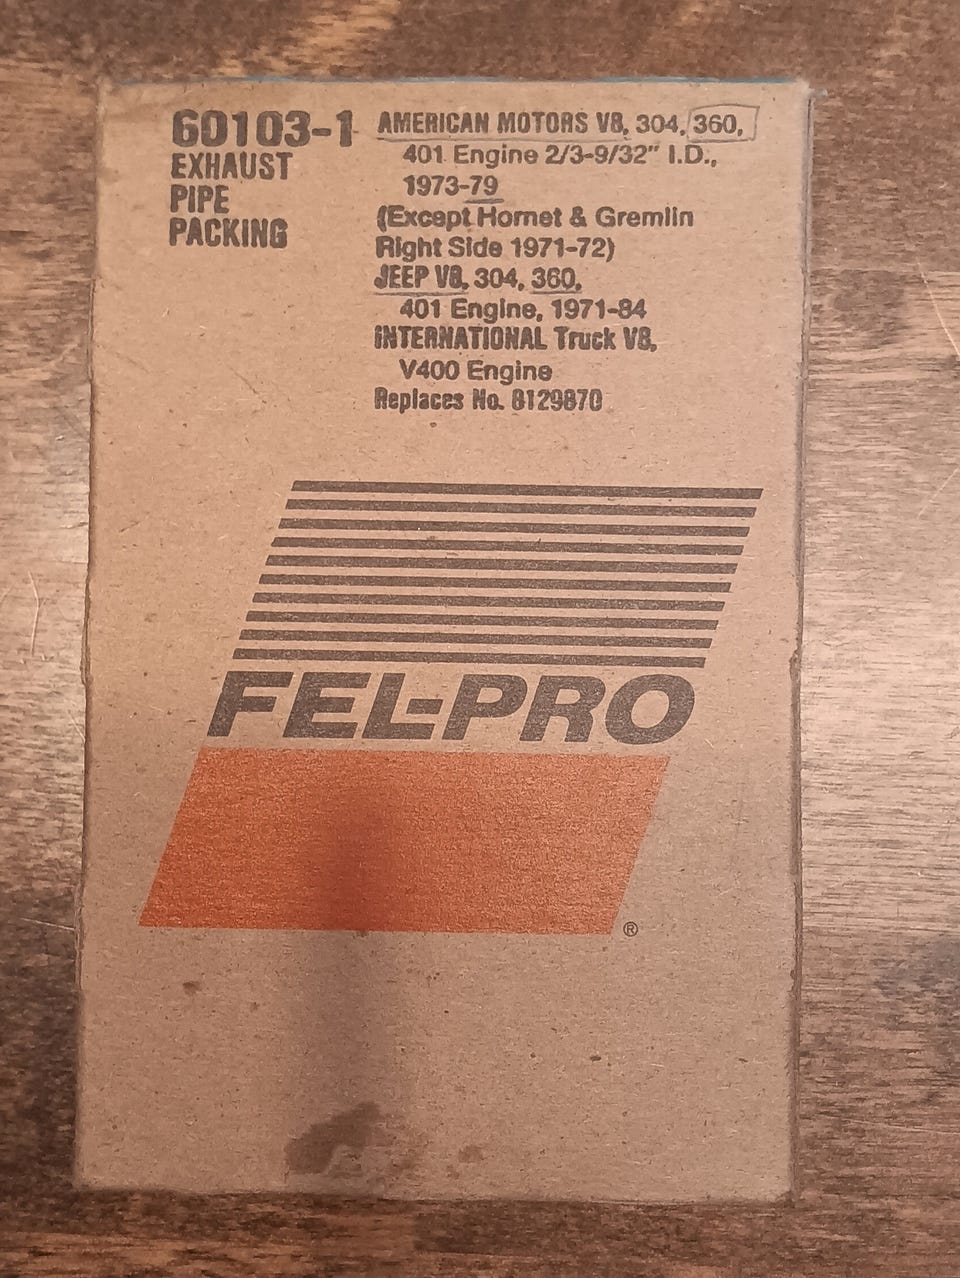 60103-1
EXHAUST
PIPE
PACKING
AMERICAN MOTORS V8, 304, 360,
401 Engine 2/3-9/32" I.D.,
1973-79
(Except Hornet & Gremlin
Right Side 1971-72)
JEEP V8, 304, 360,
401 Engine, 1971-84
INTERNATIONAL Truck V8,
V400 Engine
Replaces No. 8129870
FEL-PRO
®